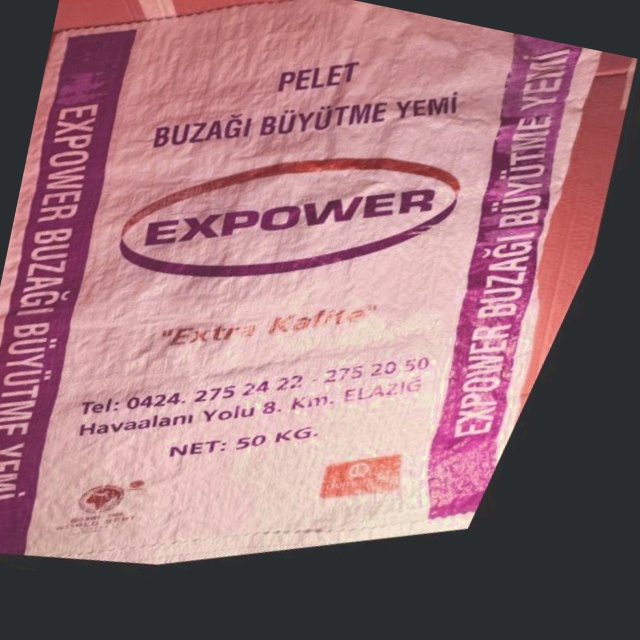 PELET
BUZAĞI BÜYÜTME YEMİ
EXPOWER
"Extra Kalite"
Tel: 0424. 275 24 22 - 275 20 50
Havaalanı Yolu 8. Km. ELAZIĞ
NET: 50 KG.
EXPOWER BUZAĞI BÜYÜTME YEMİ
EXPOWER BUZAĞI BÜYÜTME YEMİ